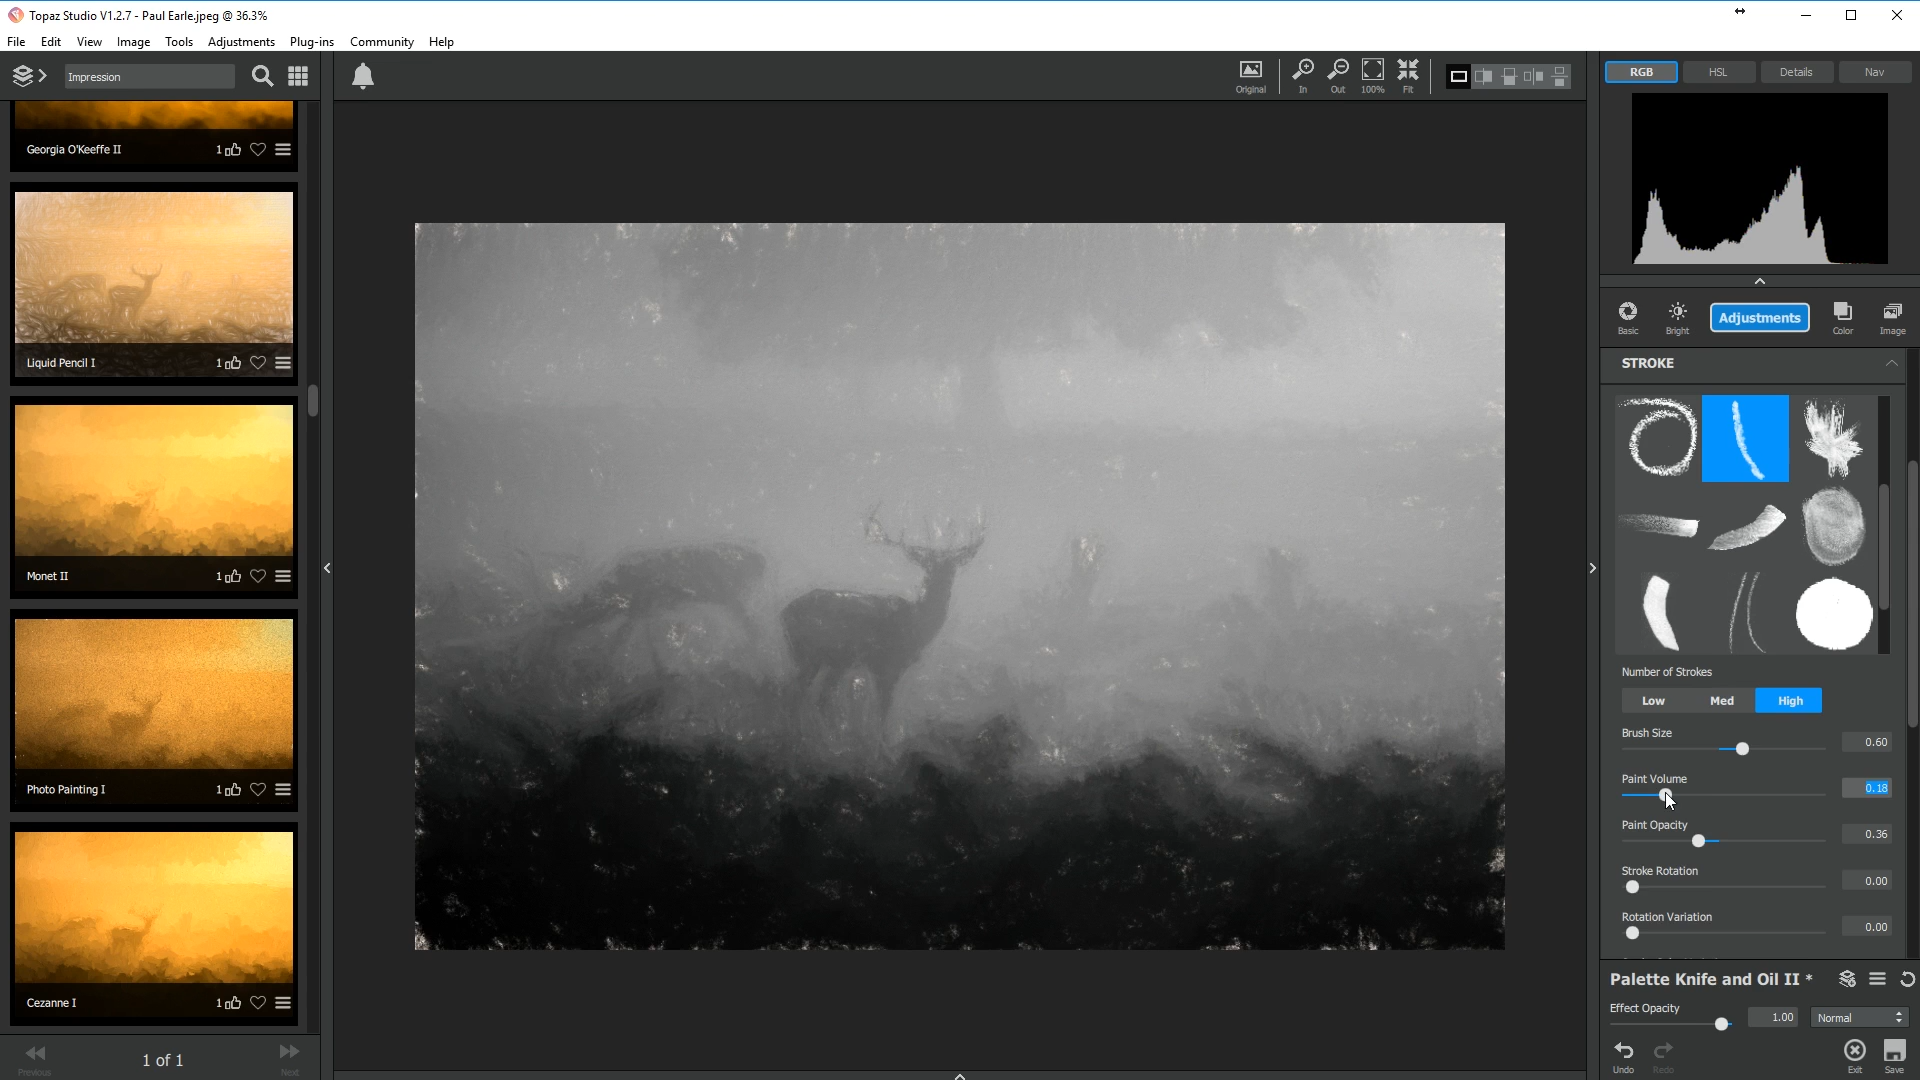 Topaz Studio V1.2.7 - Paul Earle.jpeg @ 36.3%
File Edit View Image Tools Adjustments Plug-ins Community Help
Impression
Original In Out 100% Fit
RGB HSL Details Nav
Georgia O'Keeffe II 1
Liquid Pencil I 1
Monet II 1
Photo Painting I 1
Cezanne I 1
Previous 1 of 1 Next
Basic Bright Adjustments Color Image
STROKE
Number of Strokes
Low Med High
Brush Size 0.60
Paint Volume 0.18
Paint Opacity 0.36
Stroke Rotation 0.00
Rotation Variation 0.00
Palette Knife and Oil II *
Effect Opacity 1.00 Normal
Undo Redo Exit Save